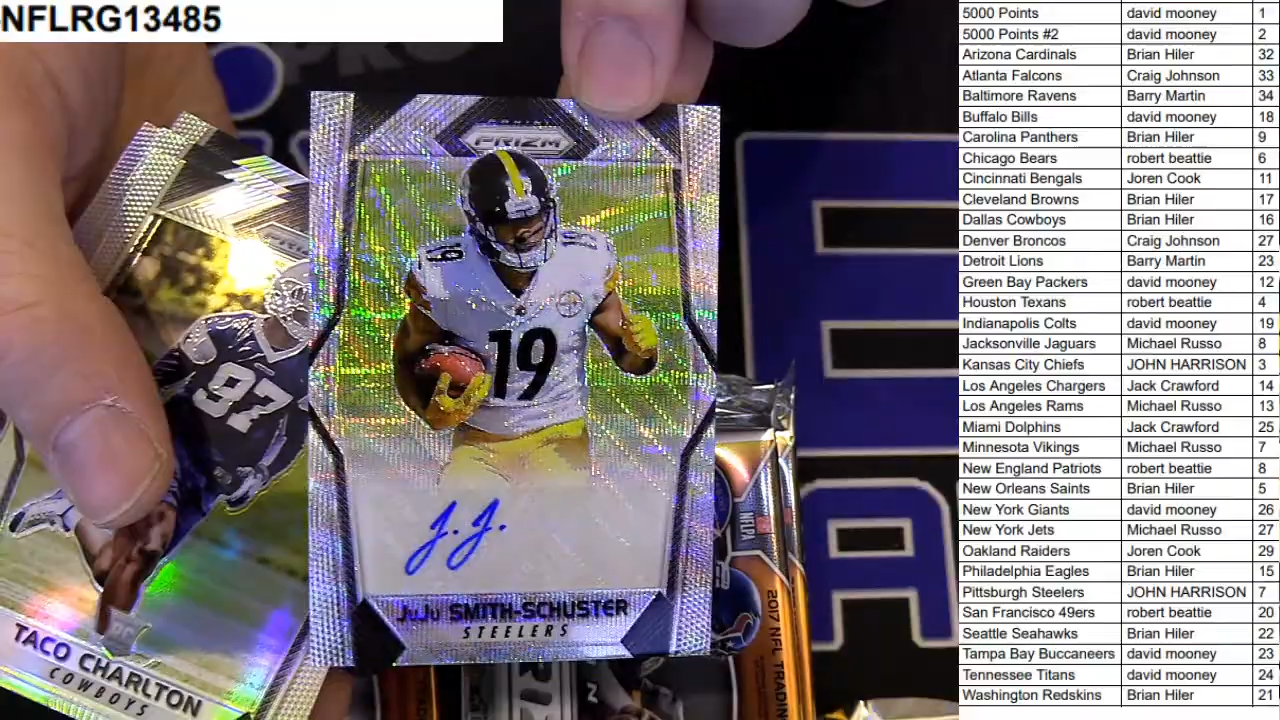 NFLRG13485
PANINI
PRIZM
19
19
19
J.J.
JuJu SMITH-SCHUSTER
STEELERS
97
RC
TACO CHARLTON
COWBOYS
NFLPA
2017 NFL TRADIN
5000 Points david mooney 1
5000 Points #2 david mooney 2
Arizona Cardinals Brian Hiler 32
Atlanta Falcons Craig Johnson 33
Baltimore Ravens Barry Martin 34
Buffalo Bills david mooney 18
Carolina Panthers Brian Hiler 9
Chicago Bears robert beattie 6
Cincinnati Bengals Joren Cook 11
Cleveland Browns Brian Hiler 17
Dallas Cowboys Brian Hiler 16
Denver Broncos Craig Johnson 27
Detroit Lions Barry Martin 23
Green Bay Packers david mooney 12
Houston Texans robert beattie 4
Indianapolis Colts david mooney 19
Jacksonville Jaguars Michael Russo 8
Kansas City Chiefs JOHN HARRISON 3
Los Angeles Chargers Jack Crawford 14
Los Angeles Rams Michael Russo 13
Miami Dolphins Jack Crawford 25
Minnesota Vikings Michael Russo 7
New England Patriots robert beattie 8
New Orleans Saints Brian Hiler 5
New York Giants david mooney 26
New York Jets Michael Russo 27
Oakland Raiders Joren Cook 29
Philadelphia Eagles Brian Hiler 15
Pittsburgh Steelers JOHN HARRISON 7
San Francisco 49ers robert beattie 20
Seattle Seahawks Brian Hiler 22
Tampa Bay Buccaneers david mooney 23
Tennessee Titans david mooney 24
Washington Redskins Brian Hiler 21